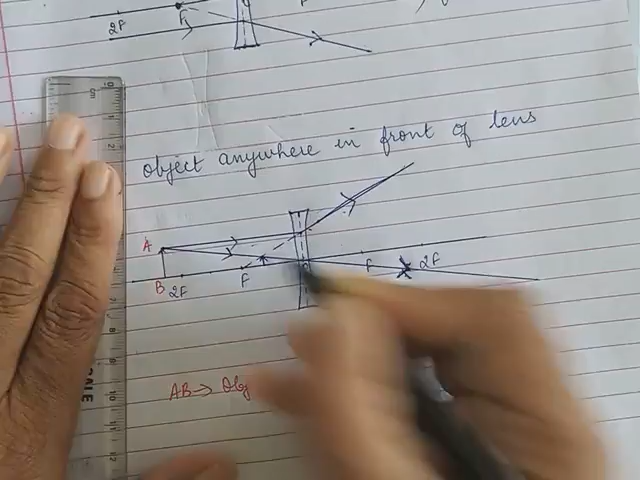 F
2F
object anywhere in front of lens
A
B 2F F F 2F
AB → Obj